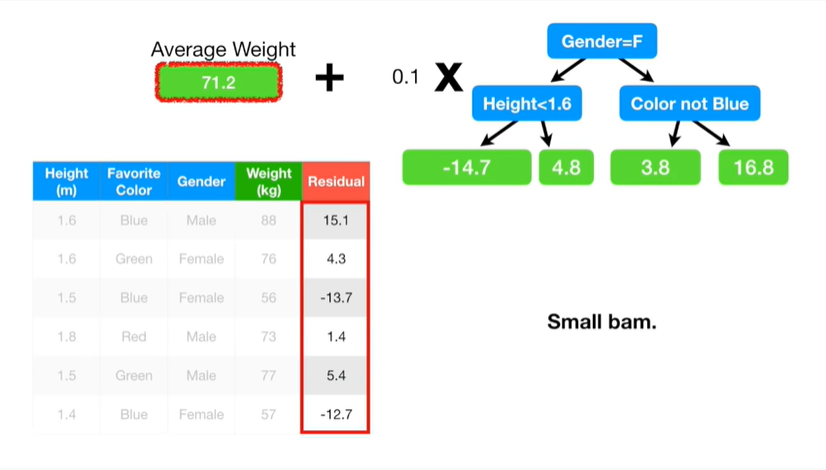 Average Weight
71.2
+
0.1 X
Gender=F
Height<1.6
Color not Blue
-14.7
4.8
3.8
16.8
Height (m) Favorite Color Gender Weight (kg) Residual
1.6 Blue Male 88 15.1
1.6 Green Female 76 4.3
1.5 Blue Female 56 -13.7
1.8 Red Male 73 1.4
1.5 Green Male 77 5.4
1.4 Blue Female 57 -12.7
Small bam.